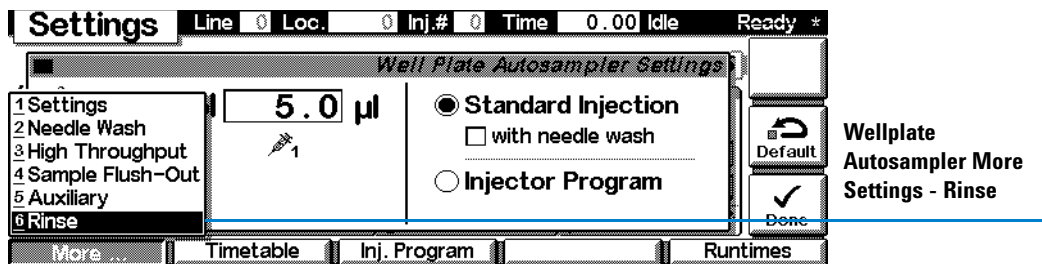 Settings Line 0 Loc. 0 Inj.# 0 Time 0.00 Idle Ready *
Well Plate Autosampler Settings
5.0 µl
1 Settings
2 Needle Wash
3 High Throughput
4 Sample Flush-Out
5 Auxiliary
6 Rinse
1
Standard Injection
with needle wash
Injector Program
Default
Done
More ... Timetable Inj. Program Runtimes
Wellplate
Autosampler More
Settings - Rinse